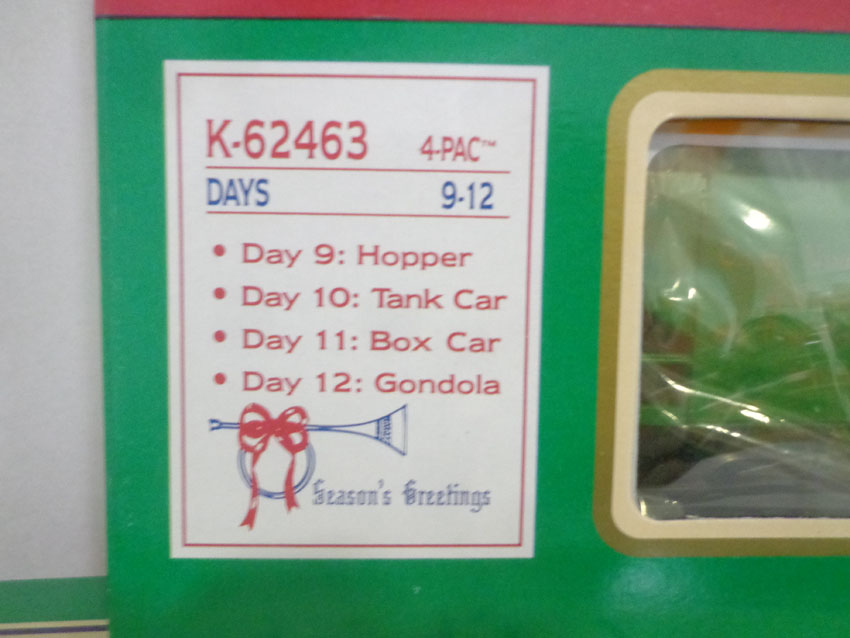 K-62463 4-PAC™
DAYS 9-12
• Day 9: Hopper
• Day 10: Tank Car
• Day 11: Box Car
• Day 12: Gondola
Season's Greetings